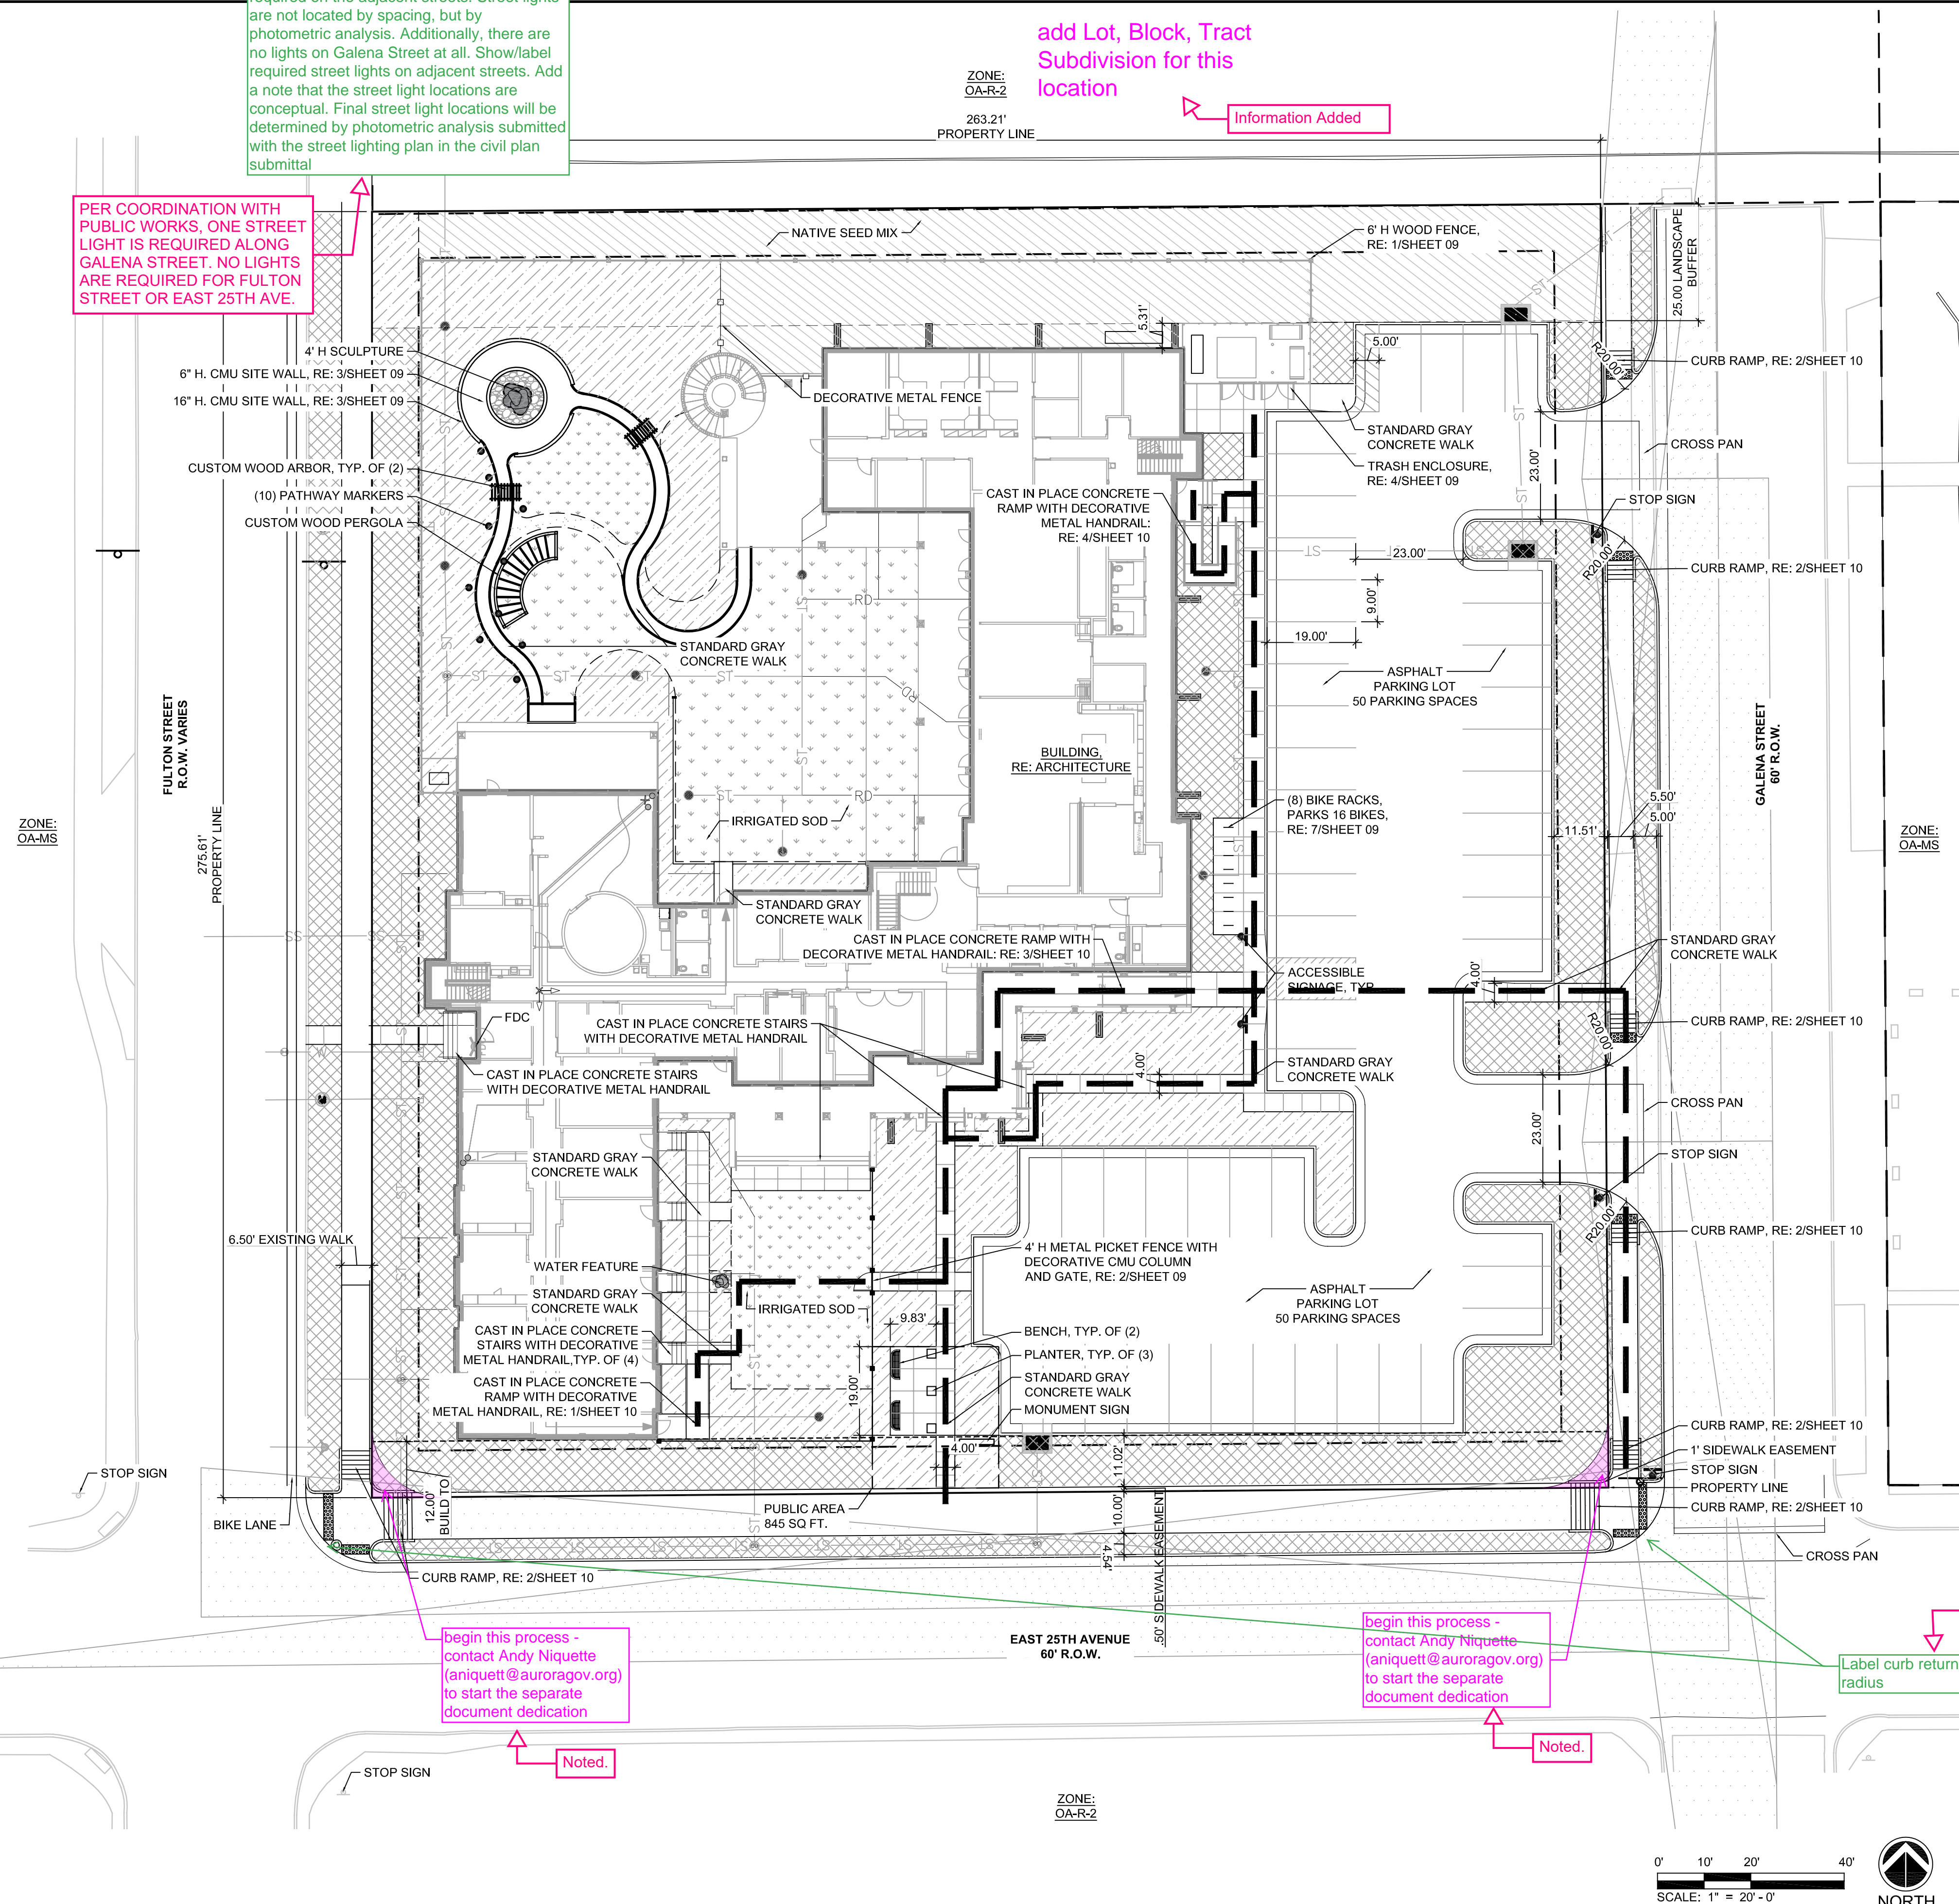 required on the adjacent streets. Street lights
are not located by spacing, but by
photometric analysis. Additionally, there are
no lights on Galena Street at all. Show/label
required street lights on adjacent streets. Add
a note that the street light locations are
conceptual. Final street light locations will be
determined by photometric analysis submitted
with the street lighting plan in the civil plan
submittal
add Lot, Block, Tract
Subdivision for this
location
ZONE:
OA-R-2
Information Added
263.21'
PROPERTY LINE
PER COORDINATION WITH
PUBLIC WORKS, ONE STREET
LIGHT IS REQUIRED ALONG
GALENA STREET. NO LIGHTS
ARE REQUIRED FOR FULTON
STREET OR EAST 25TH AVE.
NATIVE SEED MIX
6' H WOOD FENCE,
RE: 1/SHEET 09
25.00 LANDSCAPE
BUFFER
4' H SCULPTURE
6" H. CMU SITE WALL, RE: 3/SHEET 09
16" H. CMU SITE WALL, RE: 3/SHEET 09
DECORATIVE METAL FENCE
5.31'
5.00'
R20.00'
CURB RAMP, RE: 2/SHEET 10
STANDARD GRAY
CONCRETE WALK
CROSS PAN
CUSTOM WOOD ARBOR, TYP. OF (2)
(10) PATHWAY MARKERS
CUSTOM WOOD PERGOLA
TRASH ENCLOSURE,
RE: 4/SHEET 09
23.00'
STOP SIGN
CAST IN PLACE CONCRETE
RAMP WITH DECORATIVE
METAL HANDRAIL:
RE: 4/SHEET 10
23.00'
R20.00'
CURB RAMP, RE: 2/SHEET 10
9.00'
19.00'
RD
STANDARD GRAY
CONCRETE WALK
ST
ST
ST
ST
RD
ASPHALT
PARKING LOT
50 PARKING SPACES
FULTON STREET
R.O.W. VARIES
GALENA STREET
60' R.O.W.
BUILDING,
RE: ARCHITECTURE
ZONE:
OA-MS
275.61'
PROPERTY LINE
ST
RD
IRRIGATED SOD
(8) BIKE RACKS,
PARKS 16 BIKES,
RE: 7/SHEET 09
5.50'
5.00'
11.51'
ZONE:
OA-MS
STANDARD GRAY
CONCRETE WALK
SS
SS
CAST IN PLACE CONCRETE RAMP WITH
DECORATIVE METAL HANDRAIL: RE: 3/SHEET 10
STANDARD GRAY
CONCRETE WALK
ACCESSIBLE
SIGNAGE, TYP.
4.00'
FDC
CAST IN PLACE CONCRETE STAIRS
WITH DECORATIVE METAL HANDRAIL
R20.00'
CURB RAMP, RE: 2/SHEET 10
CAST IN PLACE CONCRETE STAIRS
WITH DECORATIVE METAL HANDRAIL
4.00'
STANDARD GRAY
CONCRETE WALK
CROSS PAN
23.00'
STANDARD GRAY
CONCRETE WALK
STOP SIGN
R20.00'
CURB RAMP, RE: 2/SHEET 10
6.50' EXISTING WALK
WATER FEATURE
4' H METAL PICKET FENCE WITH
DECORATIVE CMU COLUMN
AND GATE, RE: 2/SHEET 09
STANDARD GRAY
CONCRETE WALK
IRRIGATED SOD
9.83'
ASPHALT
PARKING LOT
50 PARKING SPACES
CAST IN PLACE CONCRETE
STAIRS WITH DECORATIVE
METAL HANDRAIL,TYP. OF (4)
BENCH, TYP. OF (2)
PLANTER, TYP. OF (3)
CAST IN PLACE CONCRETE
RAMP WITH DECORATIVE
METAL HANDRAIL, RE: 1/SHEET 10
19.00'
STANDARD GRAY
CONCRETE WALK
MONUMENT SIGN
CURB RAMP, RE: 2/SHEET 10
1' SIDEWALK EASEMENT
STOP SIGN
PROPERTY LINE
CURB RAMP, RE: 2/SHEET 10
4.00'
11.02'
STOP SIGN
12.00'
BUILD TO
PUBLIC AREA
845 SQ FT.
10.00'
BIKE LANE
4.54'
.50' SIDEWALK EASEMENT
CROSS PAN
CURB RAMP, RE: 2/SHEET 10
begin this process -
contact Andy Niquette
(aniquett@auroragov.org)
to start the separate
document dedication
EAST 25TH AVENUE
60' R.O.W.
begin this process -
contact Andy Niquette
(aniquett@auroragov.org)
to start the separate
document dedication
Label curb return
radius
Noted.
Noted.
STOP SIGN
ZONE:
OA-R-2
0'
10'
20'
40'
SCALE: 1" = 20' - 0'
NORTH